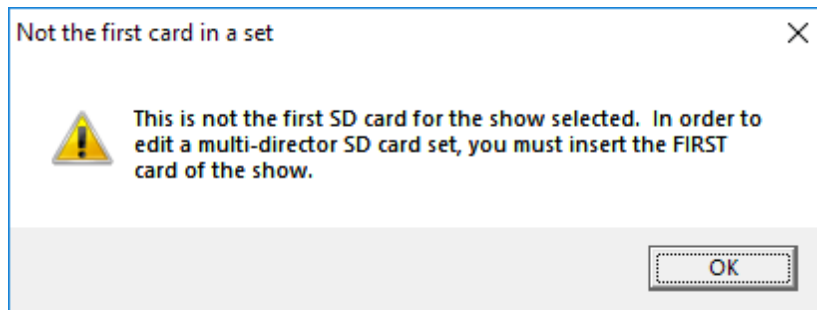 Not the first card in a set
This is not the first SD card for the show selected.  In order to
edit a multi-director SD card set, you must insert the FIRST
card of the show.
OK